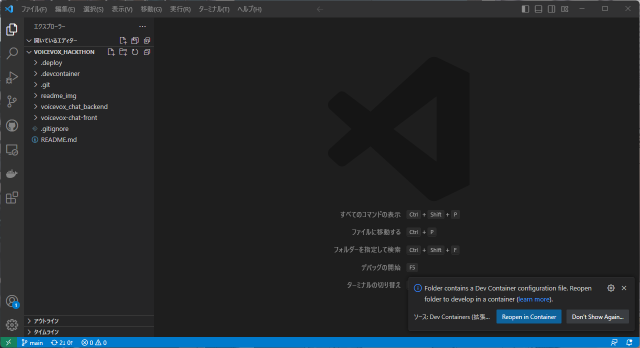 ファイル(F) 編集(E) 選択(S) 表示(V) 移動(G) 実行(R) ターミナル(T) ヘルプ(H)
エクスプローラー
開いているエディター
VOICEVOX_HACKTHON
.deploy
.devcontainer
.git
readme_img
voicevox_chat_backend
voicevox-chat-front
.gitignore
README.md
すべてのコマンドの表示 Ctrl + Shift + P
ファイルに移動する Ctrl + P
フォルダーを指定して検索 Ctrl + Shift + F
デバッグの開始 F5
ターミナルの切り替え
Folder contains a Dev Container configuration file. Reopen
folder to develop in a container (learn more).
ソース: Dev Containers (拡張...
Reopen in Container
Don't Show Again...
1
アウトライン
タイムライン
main 2↓ 0↑ 0 0